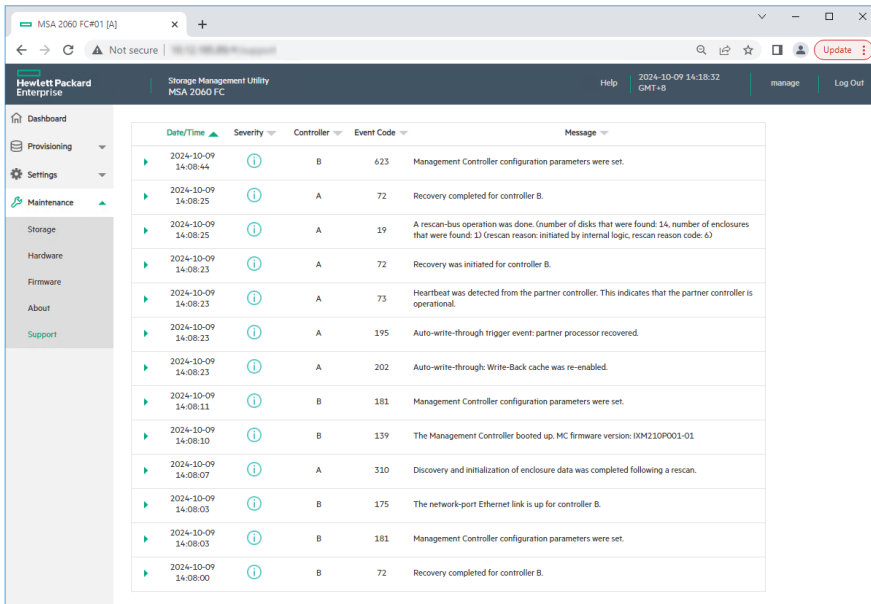 MSA 2060 FC#01 [A]
Not secure
Update
Hewlett Packard
Enterprise
Storage Management Utility
MSA 2060 FC
Help
2024-10-09 14:18:32
GMT+8
manage
Log Out
Dashboard
Provisioning
Settings
Maintenance
Storage
Hardware
Firmware
About
Support
Date/Time Severity Controller Event Code Message
2024-10-09
14:08:44 B 623 Management Controller configuration parameters were set.
2024-10-09
14:08:25 A 72 Recovery completed for controller B.
2024-10-09
14:08:25 A 19 A rescan-bus operation was done. (number of disks that were found: 14, number of enclosures
that were found: 1) (rescan reason: initiated by internal logic, rescan reason code: 6)
2024-10-09
14:08:23 A 72 Recovery was initiated for controller B.
2024-10-09
14:08:23 A 73 Heartbeat was detected from the partner controller. This indicates that the partner controller is
operational.
2024-10-09
14:08:23 A 195 Auto-write-through trigger event: partner processor recovered.
2024-10-09
14:08:23 A 202 Auto-write-through: Write-Back cache was re-enabled.
2024-10-09
14:08:11 B 181 Management Controller configuration parameters were set.
2024-10-09
14:08:10 B 139 The Management Controller booted up. MC firmware version: IXM210P001-01
2024-10-09
14:08:07 A 310 Discovery and initialization of enclosure data was completed following a rescan.
2024-10-09
14:08:03 B 175 The network-port Ethernet link is up for controller B.
2024-10-09
14:08:03 B 181 Management Controller configuration parameters were set.
2024-10-09
14:08:00 B 72 Recovery completed for controller B.